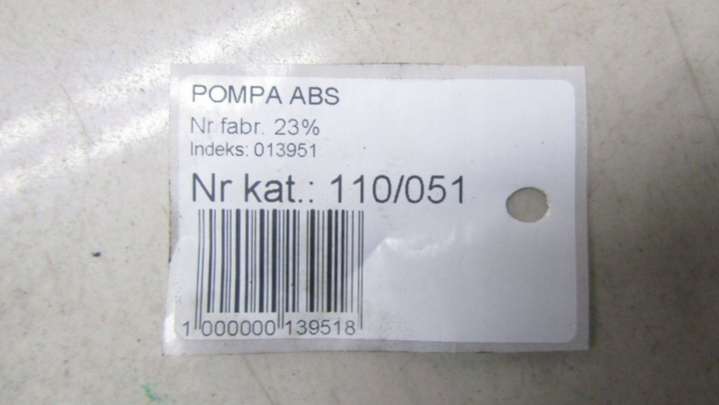 POMPA ABS
Nr fabr. 23%
Indeks: 013951
Nr kat.: 110/051
1 000000 139518